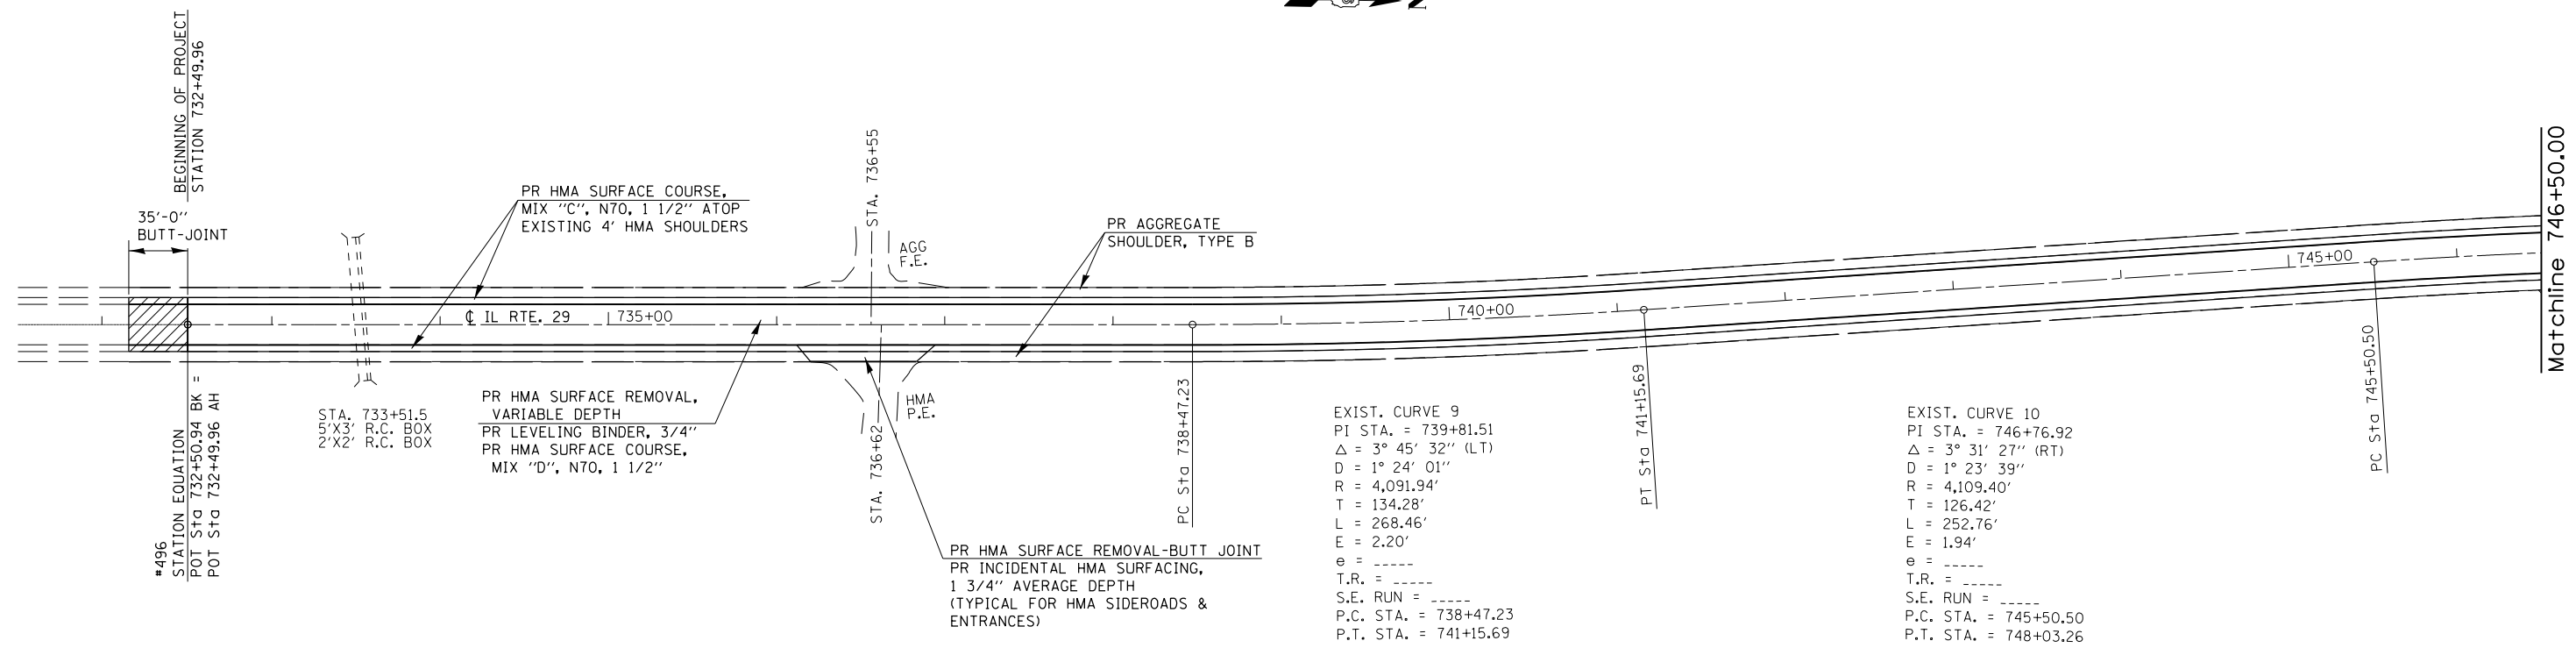 N
BEGINNING OF PROJECT
STATION 732+49.96
35'-0"
BUTT-JOINT
PR HMA SURFACE COURSE,
MIX "C", N70, 1 1/2" ATOP
EXISTING 4' HMA SHOULDERS
STA. 736+55
AGG
F.E.
PR AGGREGATE
SHOULDER, TYPE B
Matchline 746+50.00
℄ IL RTE. 29
735+00
740+00
745+00
#496
STATION EQUATION
POT Sta 732+50.94 BK =
POT Sta 732+49.96 AH
STA. 733+51.5
5'X3' R.C. BOX
2'X2' R.C. BOX
PR HMA SURFACE REMOVAL,
VARIABLE DEPTH
PR LEVELING BINDER, 3/4"
PR HMA SURFACE COURSE,
MIX "D", N70, 1 1/2"
STA. 736+62
HMA
P.E.
PR HMA SURFACE REMOVAL-BUTT JOINT
PR INCIDENTAL HMA SURFACING,
1 3/4" AVERAGE DEPTH
(TYPICAL FOR HMA SIDEROADS &
ENTRANCES)
PC Sta 738+47.23
EXIST. CURVE 9
PI STA. = 739+81.51
Δ = 3° 45' 32" (LT)
D = 1° 24' 01"
R = 4,091.94'
T = 134.28'
L = 268.46'
E = 2.20'
e = _____
T.R. = _____
S.E. RUN = _____
P.C. STA. = 738+47.23
P.T. STA. = 741+15.69
PT Sta 741+15.69
EXIST. CURVE 10
PI STA. = 746+76.92
Δ = 3° 31' 27" (RT)
D = 1° 23' 39"
R = 4,109.40'
T = 126.42'
L = 252.76'
E = 1.94'
e = _____
T.R. = _____
S.E. RUN = _____
P.C. STA. = 745+50.50
P.T. STA. = 748+03.26
PC Sta 745+50.50